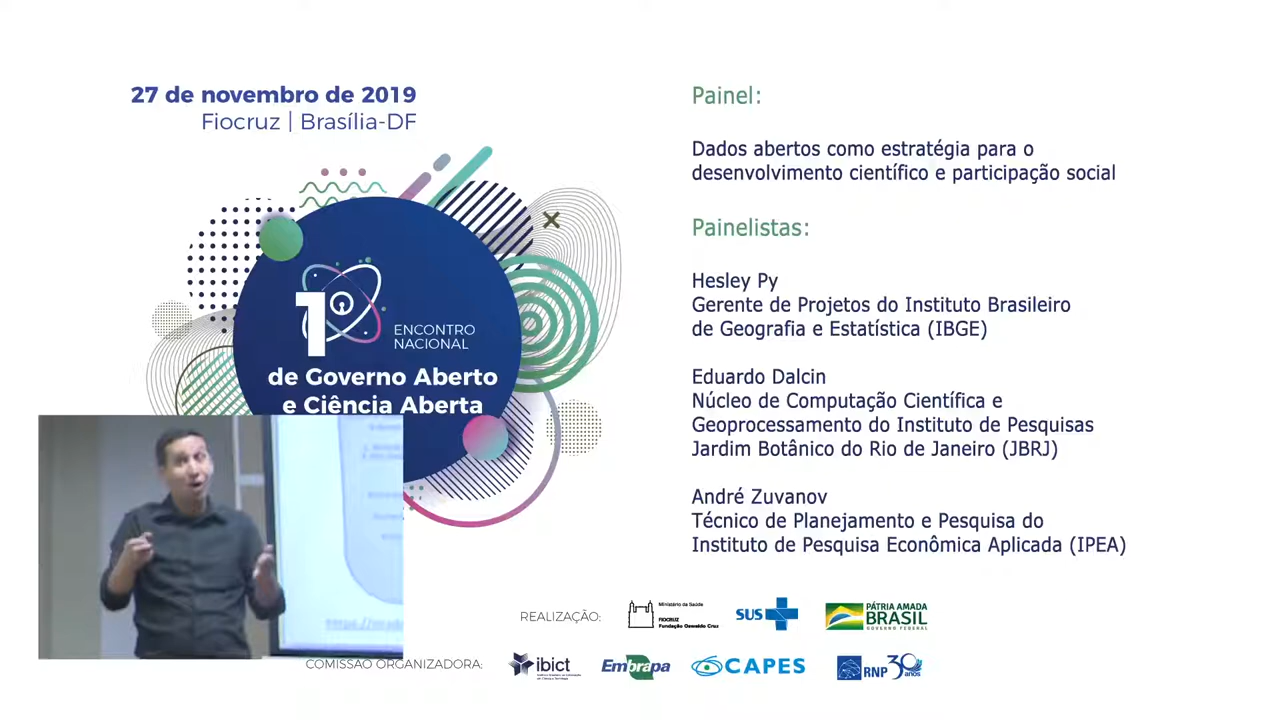 27 de novembro de 2019
Fiocruz | Brasília-DF
1º
ENCONTRO
NACIONAL
de Governo Aberto
e Ciência Aberta
Painel:
Dados abertos como estratégia para o
desenvolvimento científico e participação social
Painelistas:
Hesley Py
Gerente de Projetos do Instituto Brasileiro
de Geografia e Estatística (IBGE)
Eduardo Dalcin
Núcleo de Computação Científica e
Geoprocessamento do Instituto de Pesquisas
Jardim Botânico do Rio de Janeiro (JBRJ)
André Zuvanov
Técnico de Planejamento e Pesquisa do
Instituto de Pesquisa Econômica Aplicada (IPEA)
REALIZAÇÃO:
Ministério da Saúde
FIOCRUZ
Fundação Oswaldo Cruz
SUS
PÁTRIA AMADA
BRASIL
GOVERNO FEDERAL
COMISSÃO ORGANIZADORA:
ibict
Embrapa
CAPES
RNP 30 anos